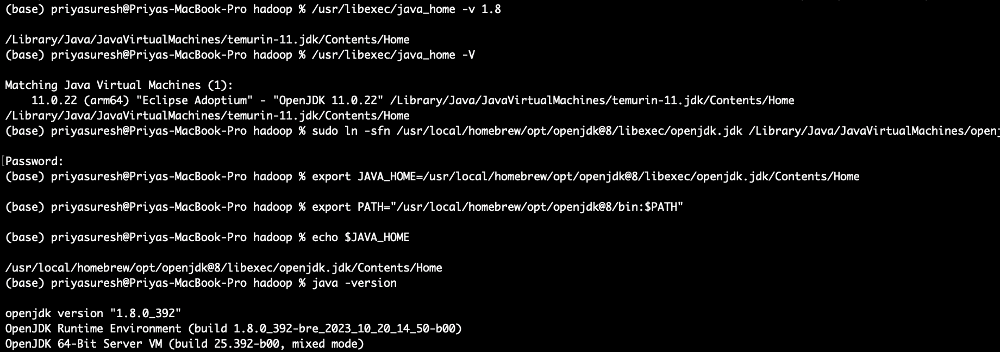 (base) priyasuresh@Priyas-MacBook-Pro hadoop % /usr/libexec/java_home -v 1.8
/Library/Java/JavaVirtualMachines/temurin-11.jdk/Contents/Home
(base) priyasuresh@Priyas-MacBook-Pro hadoop % /usr/libexec/java_home -V
Matching Java Virtual Machines (1):
    11.0.22 (arm64) "Eclipse Adoptium" - "OpenJDK 11.0.22" /Library/Java/JavaVirtualMachines/temurin-11.jdk/Contents/Home
/Library/Java/JavaVirtualMachines/temurin-11.jdk/Contents/Home
(base) priyasuresh@Priyas-MacBook-Pro hadoop % sudo ln -sfn /usr/local/homebrew/opt/openjdk@8/libexec/openjdk.jdk /Library/Java/JavaVirtualMachines/openj
[Password:
(base) priyasuresh@Priyas-MacBook-Pro hadoop % export JAVA_HOME=/usr/local/homebrew/opt/openjdk@8/libexec/openjdk.jdk/Contents/Home
(base) priyasuresh@Priyas-MacBook-Pro hadoop % export PATH="/usr/local/homebrew/opt/openjdk@8/bin:$PATH"
(base) priyasuresh@Priyas-MacBook-Pro hadoop % echo $JAVA_HOME
/usr/local/homebrew/opt/openjdk@8/libexec/openjdk.jdk/Contents/Home
(base) priyasuresh@Priyas-MacBook-Pro hadoop % java -version
openjdk version "1.8.0_392"
OpenJDK Runtime Environment (build 1.8.0_392-bre_2023_10_20_14_50-b00)
OpenJDK 64-Bit Server VM (build 25.392-b00, mixed mode)